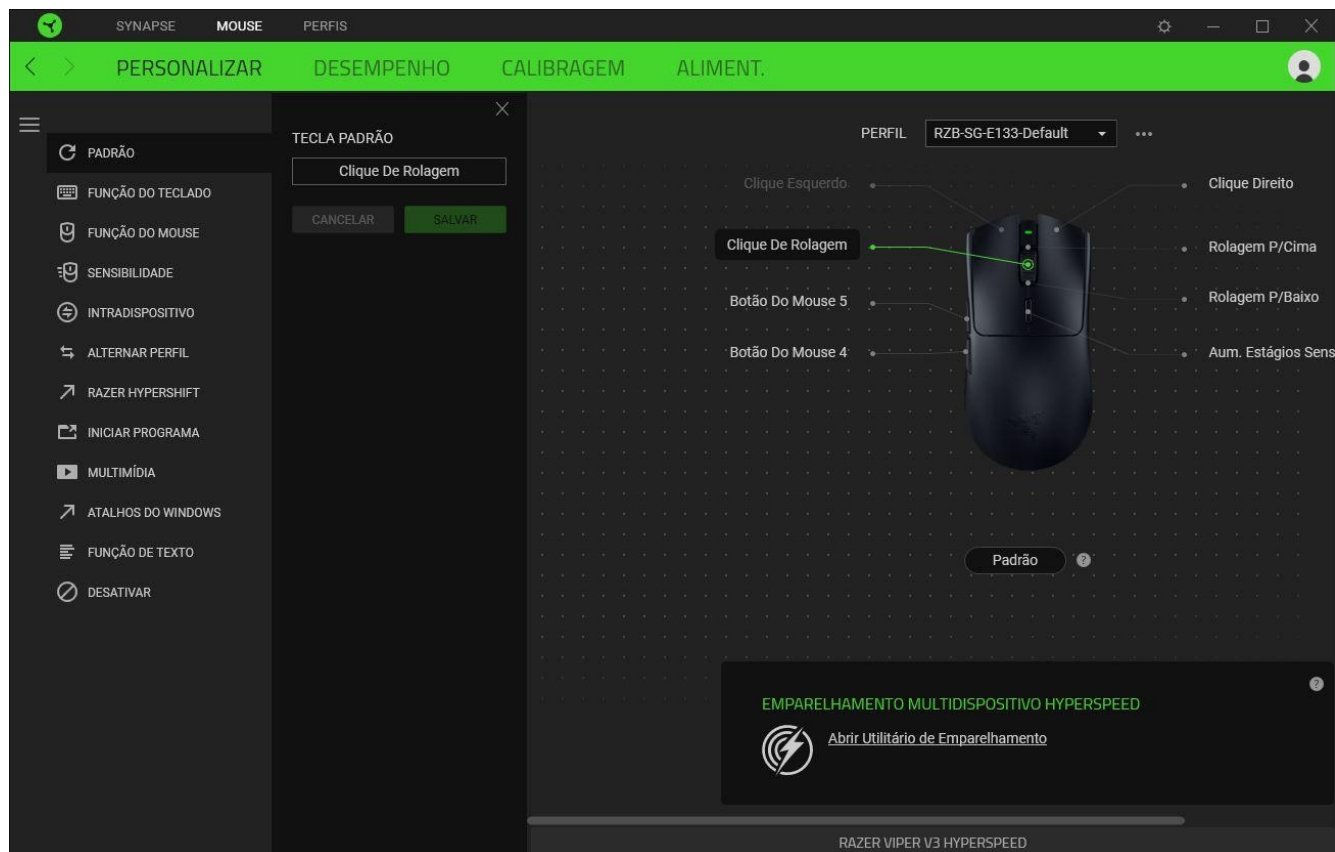 SYNAPSE MOUSE PERFIS
PERSONALIZAR DESEMPENHO CALIBRAGEM ALIMENT.
PADRÃO
FUNÇÃO DO TECLADO
FUNÇÃO DO MOUSE
SENSIBILIDADE
INTRADISPOSITIVO
ALTERNAR PERFIL
RAZER HYPERSHIFT
INICIAR PROGRAMA
MULTIMÍDIA
ATALHOS DO WINDOWS
FUNÇÃO DE TEXTO
DESATIVAR
TECLA PADRÃO
Clique De Rolagem
CANCELAR SALVAR
PERFIL RZB-SG-E133-Default
Clique Esquerdo Clique Direito
Clique De Rolagem Rolagem P/Cima
Botão Do Mouse 5 Rolagem P/Baixo
Botão Do Mouse 4 Aum. Estágios Sens
Padrão ?
?
EMPARELHAMENTO MULTIDISPOSITIVO HYPERSPEED
Abrir Utilitário de Emparelhamento
RAZER VIPER V3 HYPERSPEED